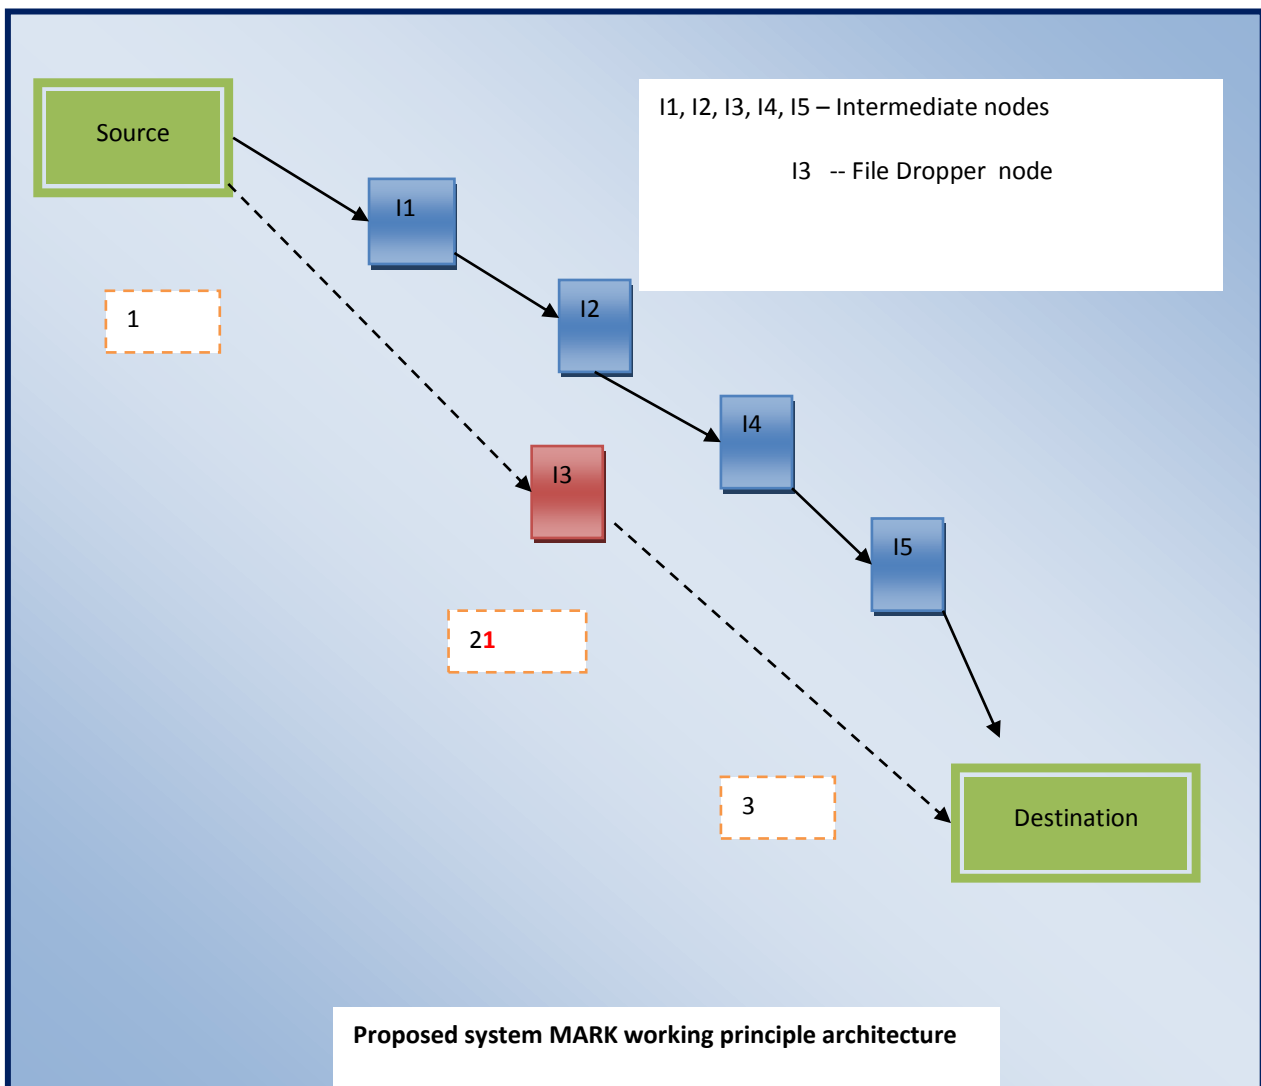 Source
I1, I2, I3, I4, I5 – Intermediate nodes
I3 -- File Dropper node
I1
1
I2
I4
I3
I5
21
3
Destination
Proposed system MARK working principle architecture